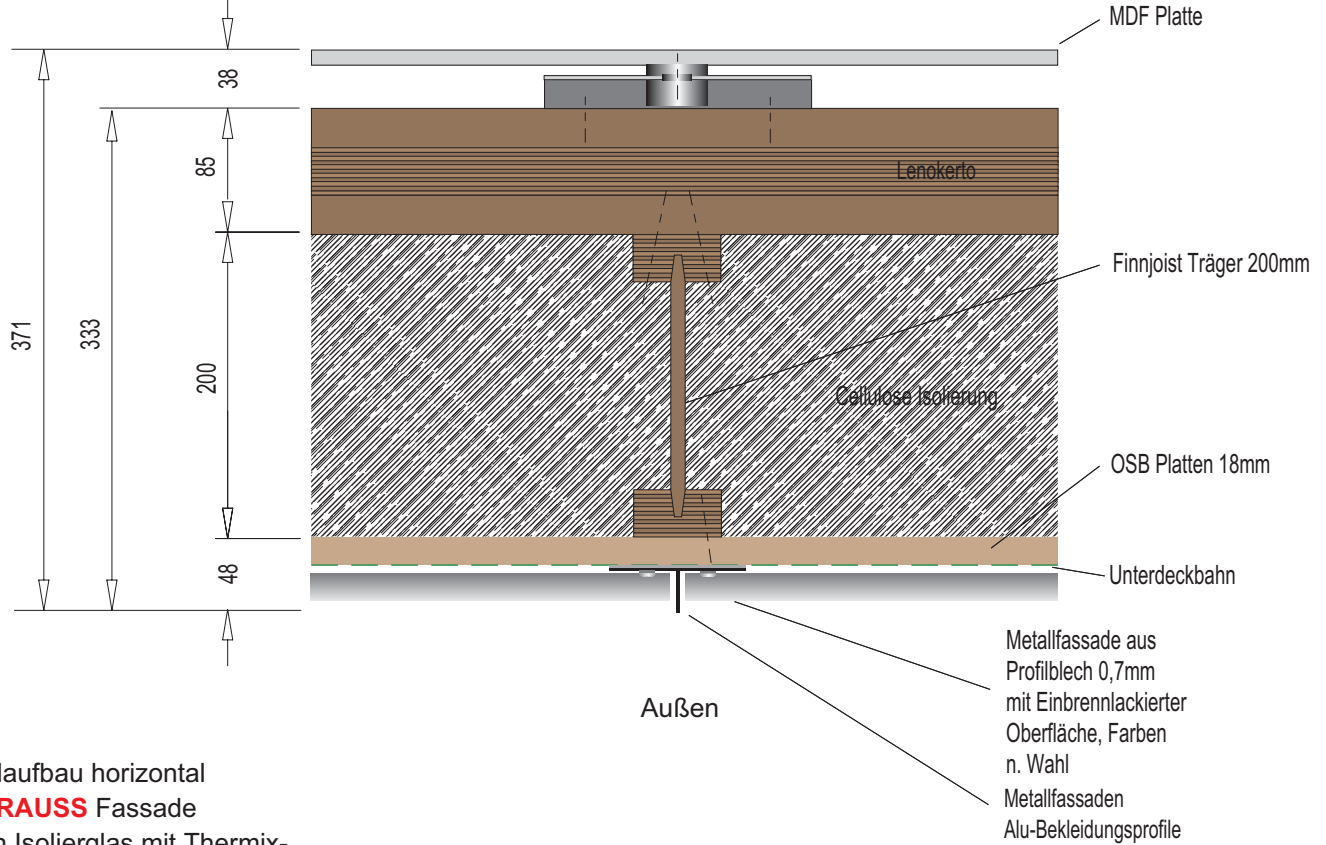 MDF Platte
38
85
Lenokerto
Finnjoist Träger 200mm
371
333
200
Cellulose Isolierung
OSB Platten 18mm
48
Unterdeckbahn
Metallfassade aus
Profilblech 0,7mm
mit Einbrennlackierter
Oberfläche, Farben
n. Wahl
Außen
Metallfassaden
Alu-Bekleidungsprofile
laufbau horizontal
RAUSS Fassade
Isolierglas mit Thermix-